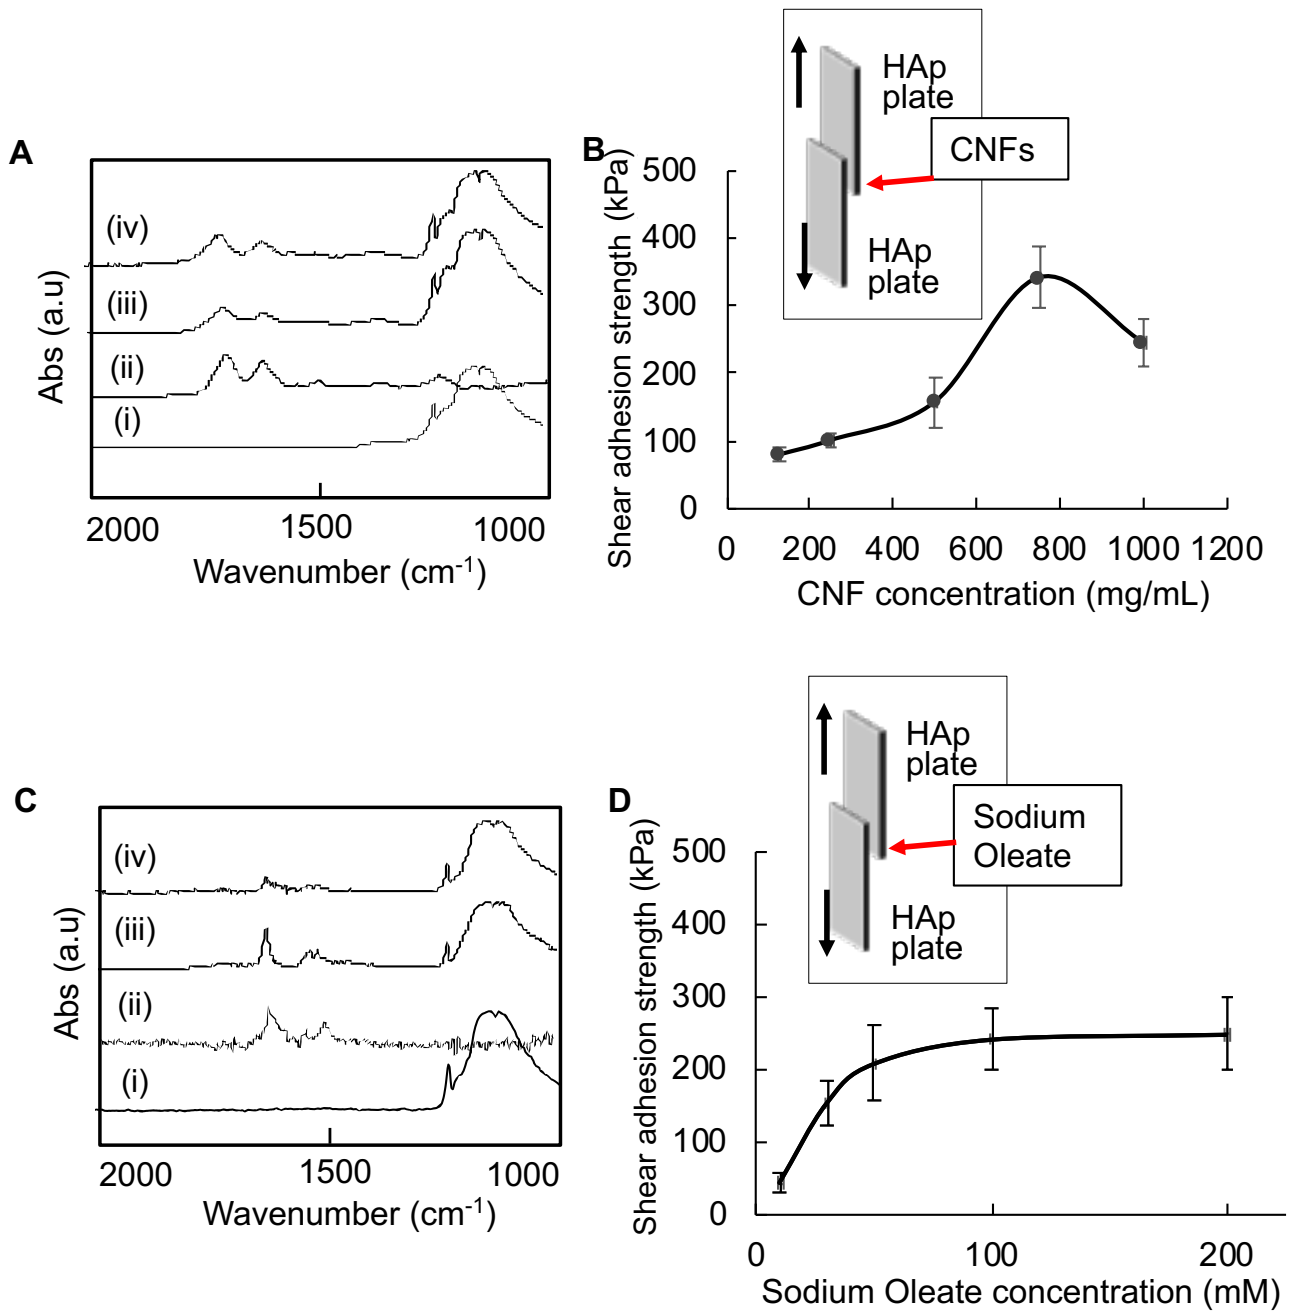 A
(iv)
(iii)
(ii)
(i)
Abs (a.u)
2000
1500
1000
Wavenumber (cm-1)
B
HAp
plate
CNFs
HAp
plate
Shear adhesion strength (kPa)
500
400
300
200
100
0
0
200
400
600
800
1000
1200
CNF concentration (mg/mL)
C
(iv)
(iii)
(ii)
(i)
Abs (a.u)
2000
1500
1000
Wavenumber (cm-1)
D
HAp
plate
Sodium
Oleate
HAp
plate
Shear adhesion strength (kPa)
500
400
300
200
100
0
0
100
200
Sodium Oleate concentration (mM)